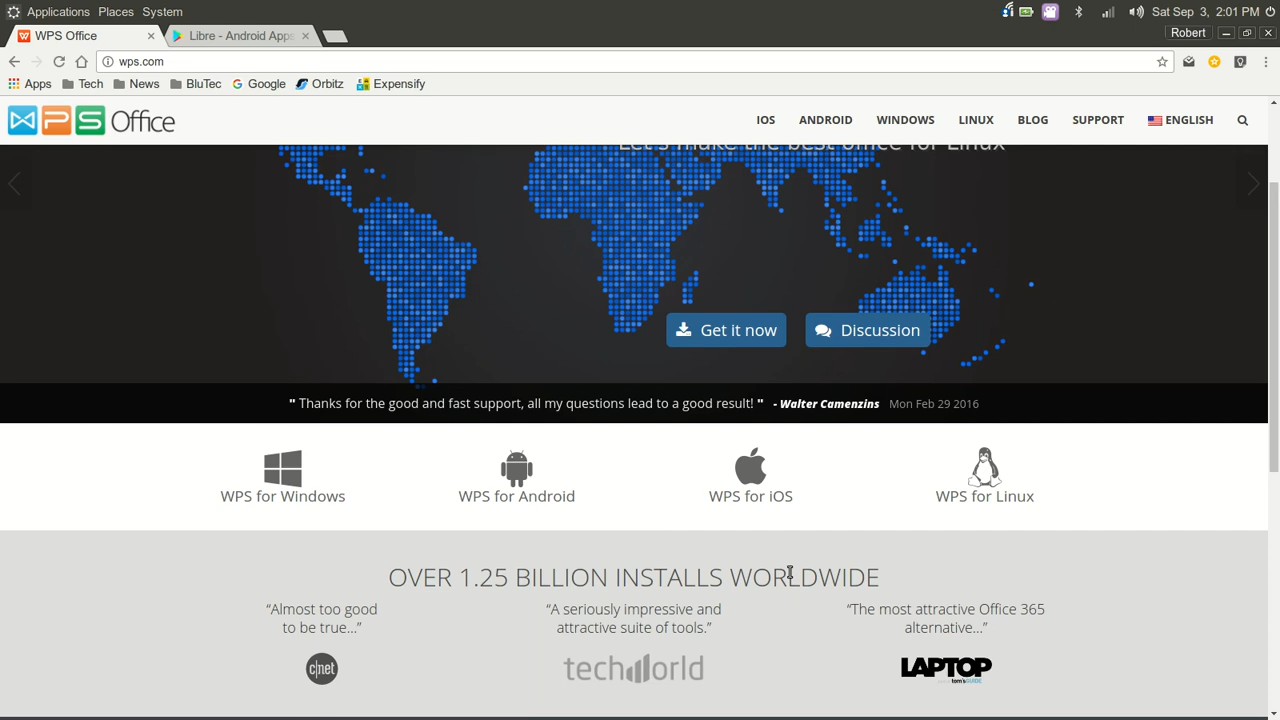 Applications Places System
Sat Sep 3, 2:01 PM
WPS Office
Libre - Android Apps
Robert
wps.com
Apps Tech News BluTec Google Orbitz Expensify
WPS Office
IOS ANDROID WINDOWS LINUX BLOG SUPPORT ENGLISH
Let's make the best office for Linux
Get it now
Discussion
" Thanks for the good and fast support, all my questions lead to a good result! " - Walter Camenzins Mon Feb 29 2016
WPS for Windows
WPS for Android
WPS for iOS
WPS for Linux
OVER 1.25 BILLION INSTALLS WORLDWIDE
“Almost too good
to be true...”
c|net
“A seriously impressive and
attractive suite of tools.”
techworld
“The most attractive Office 365
alternative...”
LAPTOP